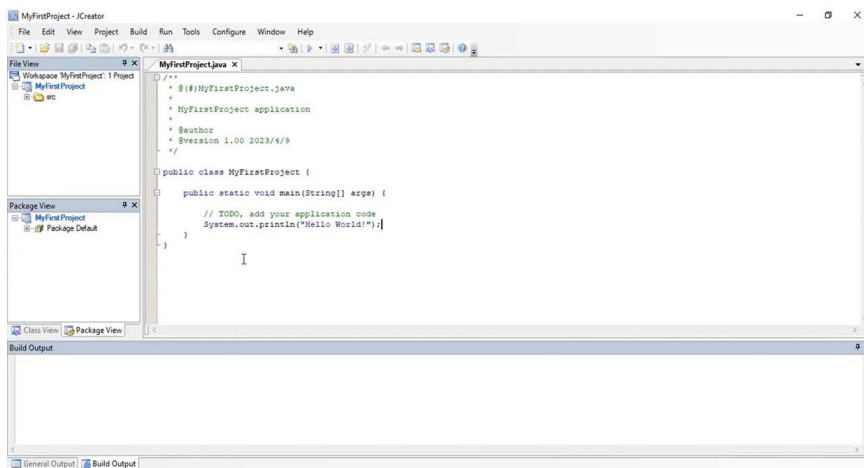 MyFirstProject - JCreator
File Edit View Project Build Run Tools Configure Window Help
File View
Workspace 'MyFirstProject': 1 Project
MyFirstProject
src
Package View
MyFirstProject
Package Default
Class View Package View
MyFirstProject.java
/**
* @(#)MyFirstProject.java
*
* MyFirstProject application
*
* @author
* @version 1.00 2023/4/9
*/
public class MyFirstProject {
public static void main(String[] args) {
// TODO, add your application code
System.out.println("Hello World!");
}
}
Build Output
General Output Build Output